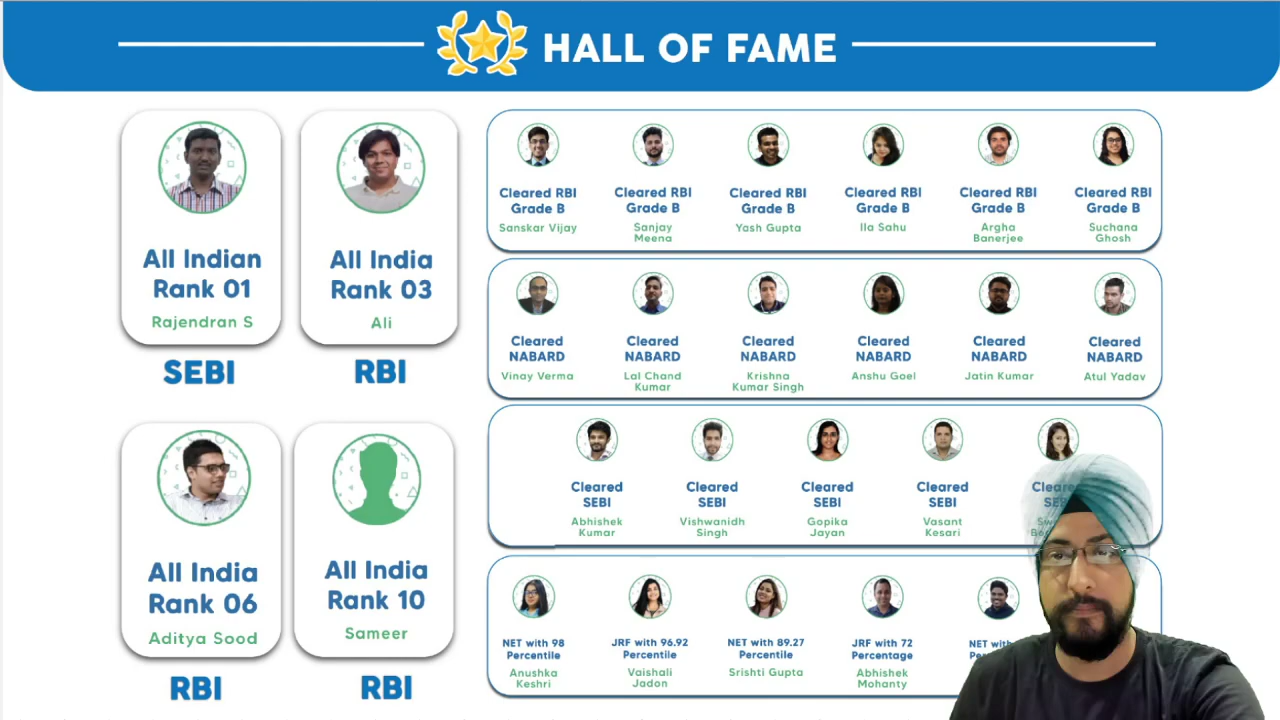 HALL OF FAME
All Indian
Rank 01
Rajendran S
SEBI
All India
Rank 03
Ali
RBI
All India
Rank 06
Aditya Sood
RBI
All India
Rank 10
Sameer
RBI
Cleared RBI
Grade B
Sanskar Vijay
Cleared RBI
Grade B
Sanjay
Meena
Cleared RBI
Grade B
Yash Gupta
Cleared RBI
Grade B
Ila Sahu
Cleared RBI
Grade B
Argha
Banerjee
Cleared RBI
Grade B
Suchana
Ghosh
Cleared
NABARD
Vinay Verma
Cleared
NABARD
Lal Chand
Kumar
Cleared
NABARD
Krishna
Kumar Singh
Cleared
NABARD
Anshu Goel
Cleared
NABARD
Jatin Kumar
Cleared
NABARD
Atul Yadav
Cleared
SEBI
Abhishek
Kumar
Cleared
SEBI
Vishwanidh
Singh
Cleared
SEBI
Gopika
Jayan
Cleared
SEBI
Vasant
Kesari
Cleared
SEBI
NET with 98
Percentile
Anushka
Keshri
JRF with 96.92
Percentile
Vaishali
Jadon
NET with 89.27
Percentile
Srishti Gupta
JRF with 72
Percentage
Abhishek
Mohanty
NET with